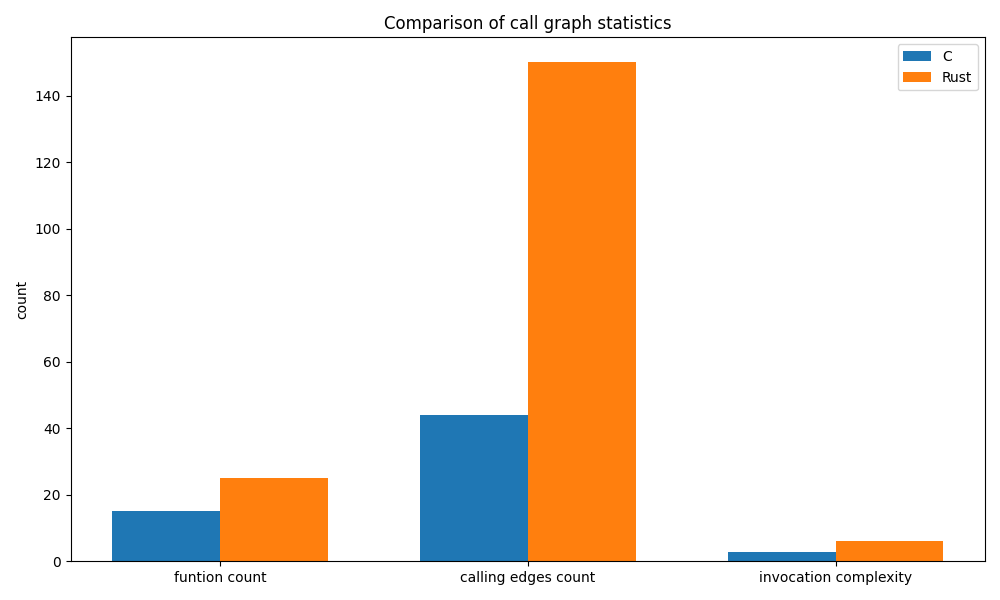 Comparison of call graph statistics
C
Rust
count
140
120
100
80
60
40
20
0
funtion count
calling edges count
invocation complexity